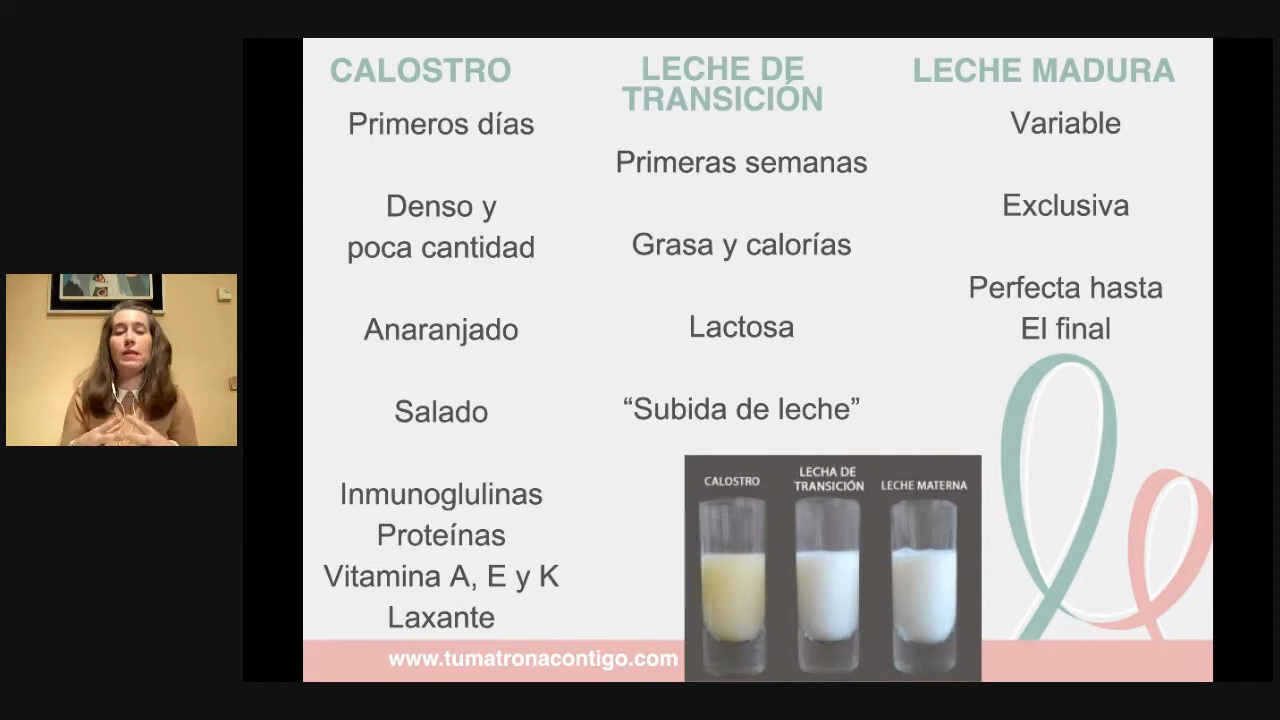 CALOSTRO
Primeros días
Denso y
poca cantidad
Anaranjado
Salado
Inmunoglulinas
Proteínas
Vitamina A, E y K
Laxante
LECHE DE
TRANSICIÓN
Primeras semanas
Grasa y calorías
Lactosa
“Subida de leche”
LECHE MADURA
Variable
Exclusiva
Perfecta hasta
El final
CALOSTRO
LECHA DE
TRANSICIÓN
LECHE MATERNA
www.tumatronacontigo.com